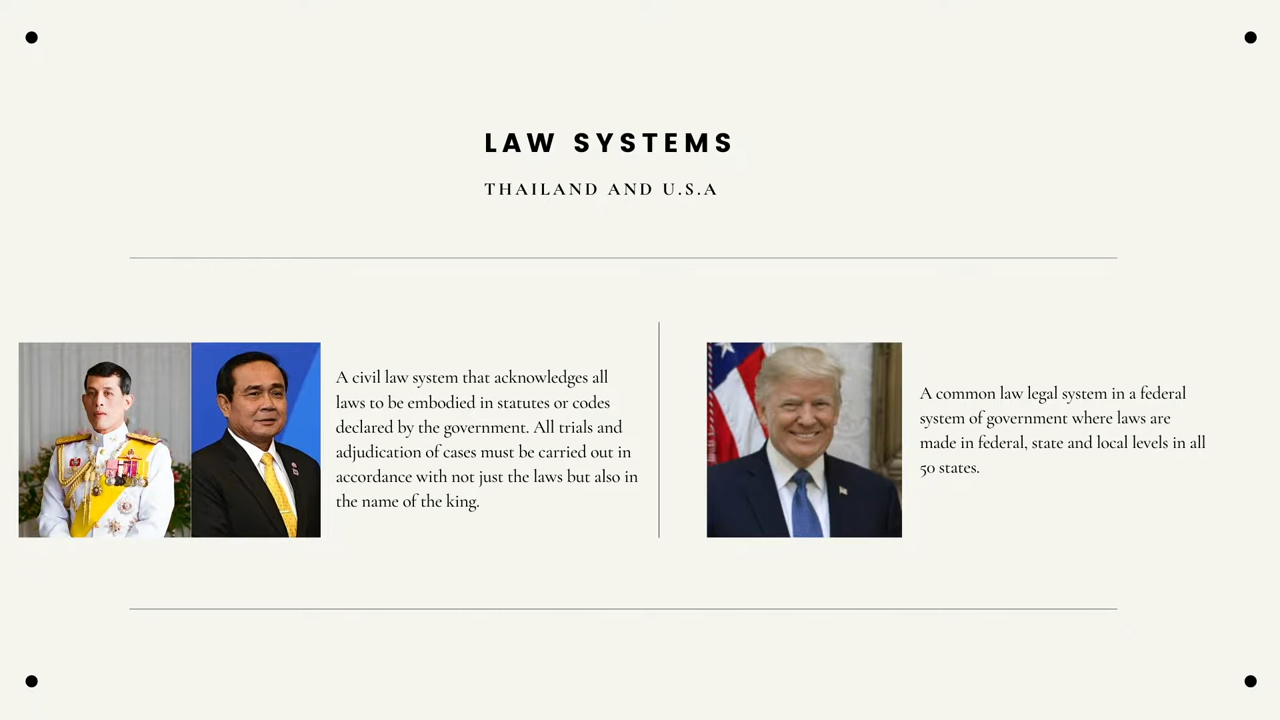 LAW SYSTEMS
THAILAND AND U.S.A
A civil law system that acknowledges all
laws to be embodied in statutes or codes
declared by the government. All trials and
adjudication of cases must be carried out in
accordance with not just the laws but also in
the name of the king.
A common law legal system in a federal
system of government where laws are
made in federal, state and local levels in all
50 states.